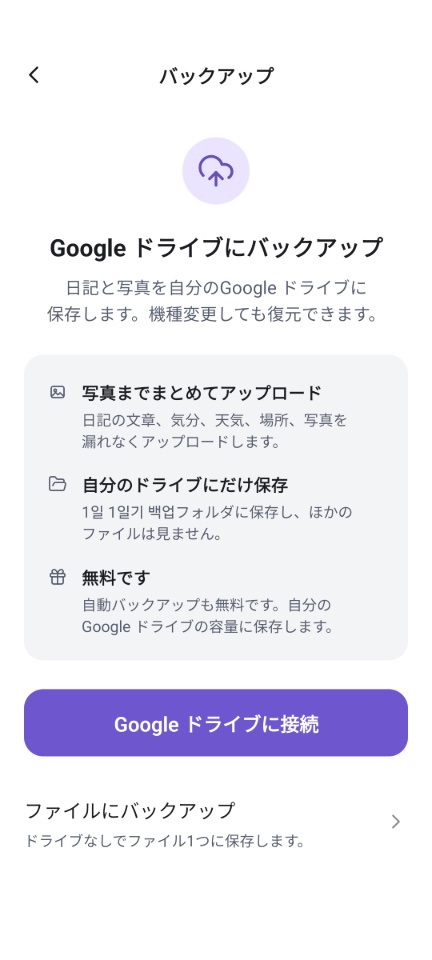 バックアップ
Google ドライブにバックアップ
日記と写真を自分のGoogle ドライブに
保存します。機種変更しても復元できます。
写真までまとめてアップロード
日記の文章、気分、天気、場所、写真を
漏れなくアップロードします。
自分のドライブにだけ保存
1일 1일기 백업フォルダに保存し、ほかの
ファイルは見ません。
無料です
自動バックアップも無料です。自分の
Google ドライブの容量に保存します。
Google ドライブに接続
ファイルにバックアップ
ドライブなしでファイル1つに保存します。